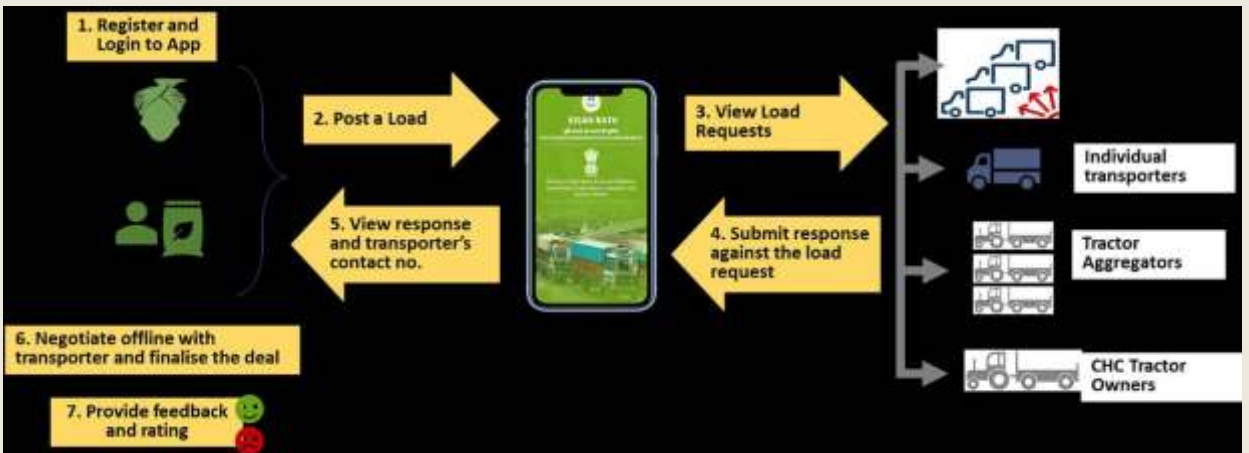 1. Register and
Login to App
2. Post a Load
KISAN RATH
3. View Load
Requests
Individual
transporters
5. View response
and transporter's
contact no.
4. Submit response
against the load
request
Tractor
Aggregators
6. Negotiate offline with
transporter and finalise the deal
CHC Tractor
Owners
7. Provide feedback
and rating